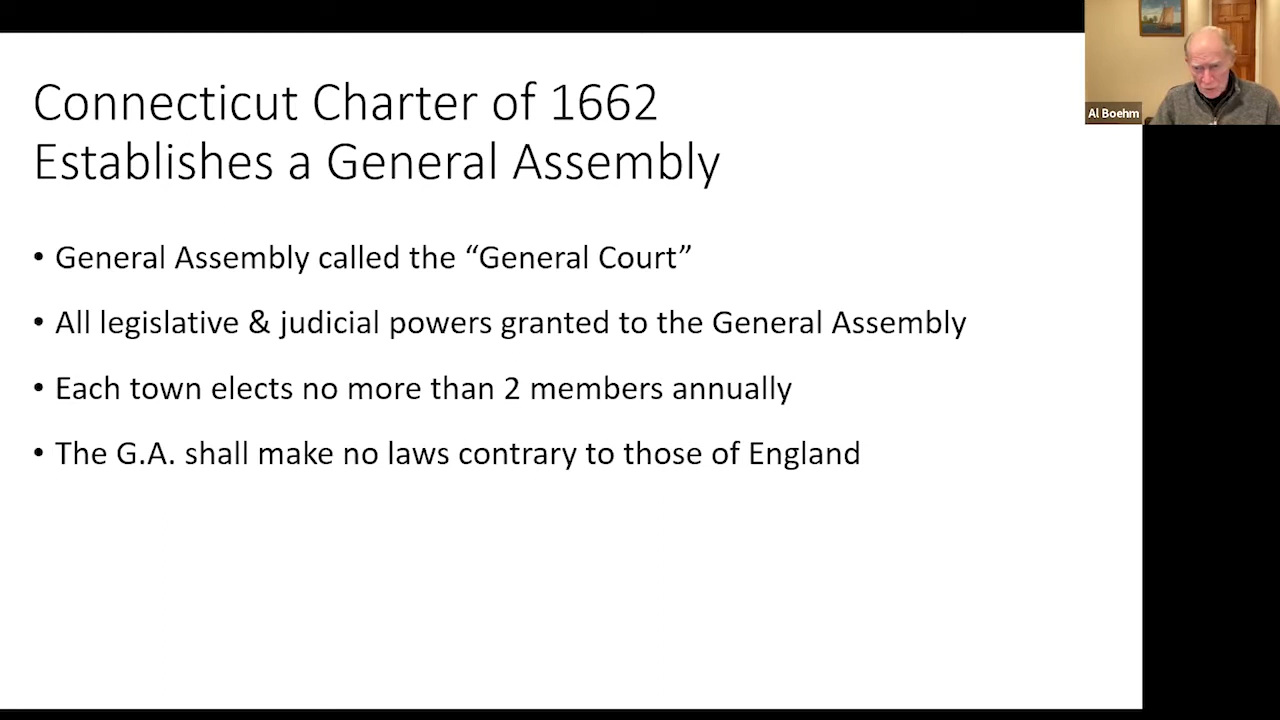 Connecticut Charter of 1662
Establishes a General Assembly
• General Assembly called the “General Court”
• All legislative & judicial powers granted to the General Assembly
• Each town elects no more than 2 members annually
• The G.A. shall make no laws contrary to those of England
Al Boehm